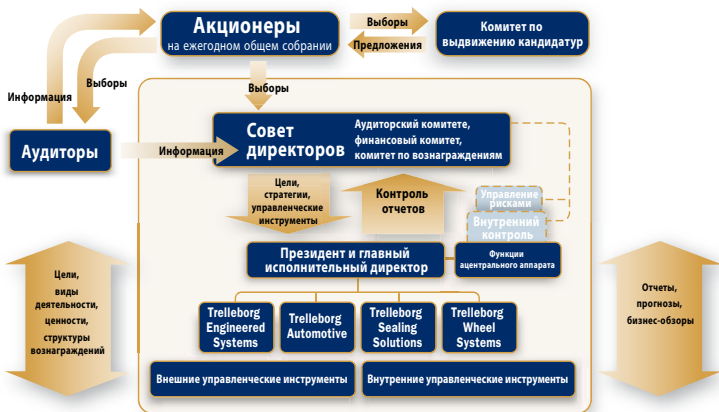 Акционеры
на ежегодном общем собрании
Выборы
Предложения
Комитет по
выдвижению кандидатур
Информация
Выборы
Выборы
Аудиторы
Информация
Совет
директоров
Аудиторский комитете,
финансовый комитет,
комитет по вознаграждениям
Цели,
стратегии,
управленческие
инструменты
Контроль
отчетов
Управление
рисками
Внутренний
контроль
Президент и главный
исполнительный директор
Функции
ацентрального аппарата
Цели,
виды
деятельности,
ценности,
структуры
вознаграждений
Отчеты,
прогнозы,
бизнес-обзоры
Trelleborg
Engineered
Systems
Trelleborg
Automotive
Trelleborg
Sealing
Solutions
Trelleborg
Wheel
Systems
Внешние управленческие инструменты
Внутренние управленческие инструменты